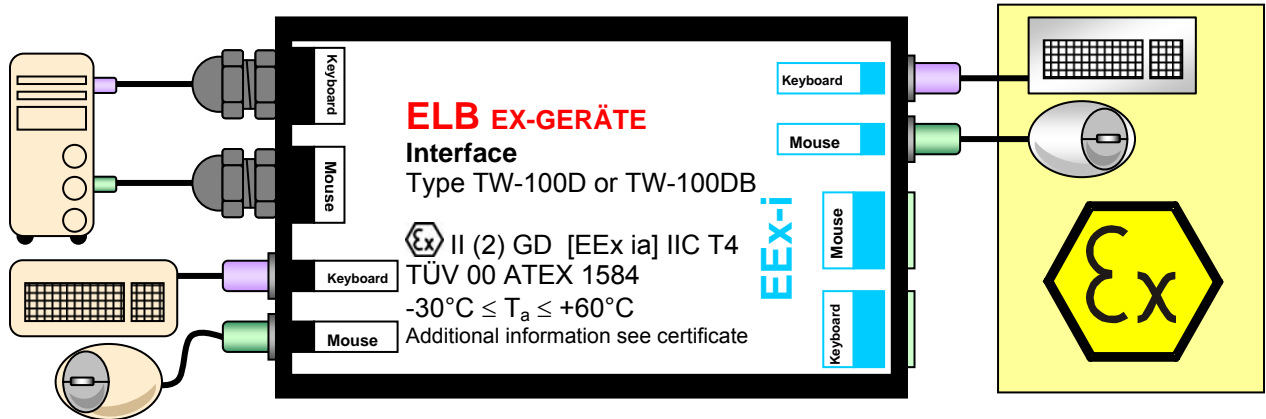 Keyboard
Mouse
Keyboard
Mouse
ELB EX-GERÄTE
Interface
Type TW-100D or TW-100DB
Ex II (2) GD [EEx ia] IIC T4
TÜV 00 ATEX 1584
-30°C ≤ Ta ≤ +60°C
Additional information see certificate
EEx-i
Keyboard
Mouse
Mouse
Keyboard
Ex